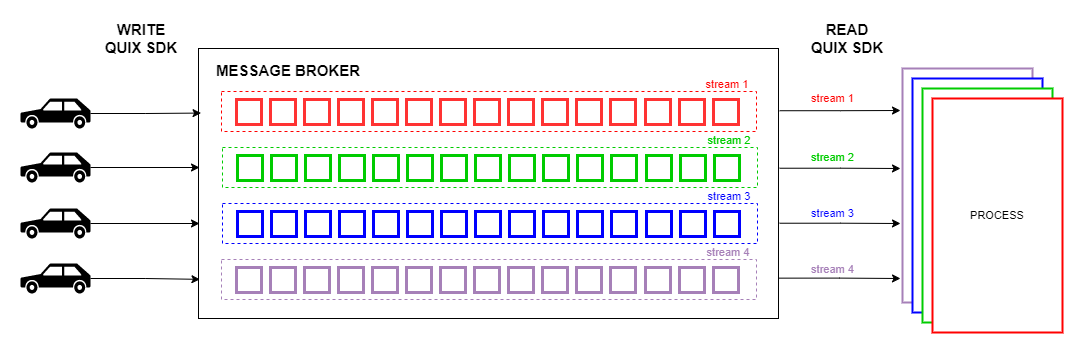 WRITE
QUIX SDK
READ
QUIX SDK
MESSAGE BROKER
stream 1
stream 1
stream 2
stream 2
stream 3
stream 3
PROCESS
stream 4
stream 4